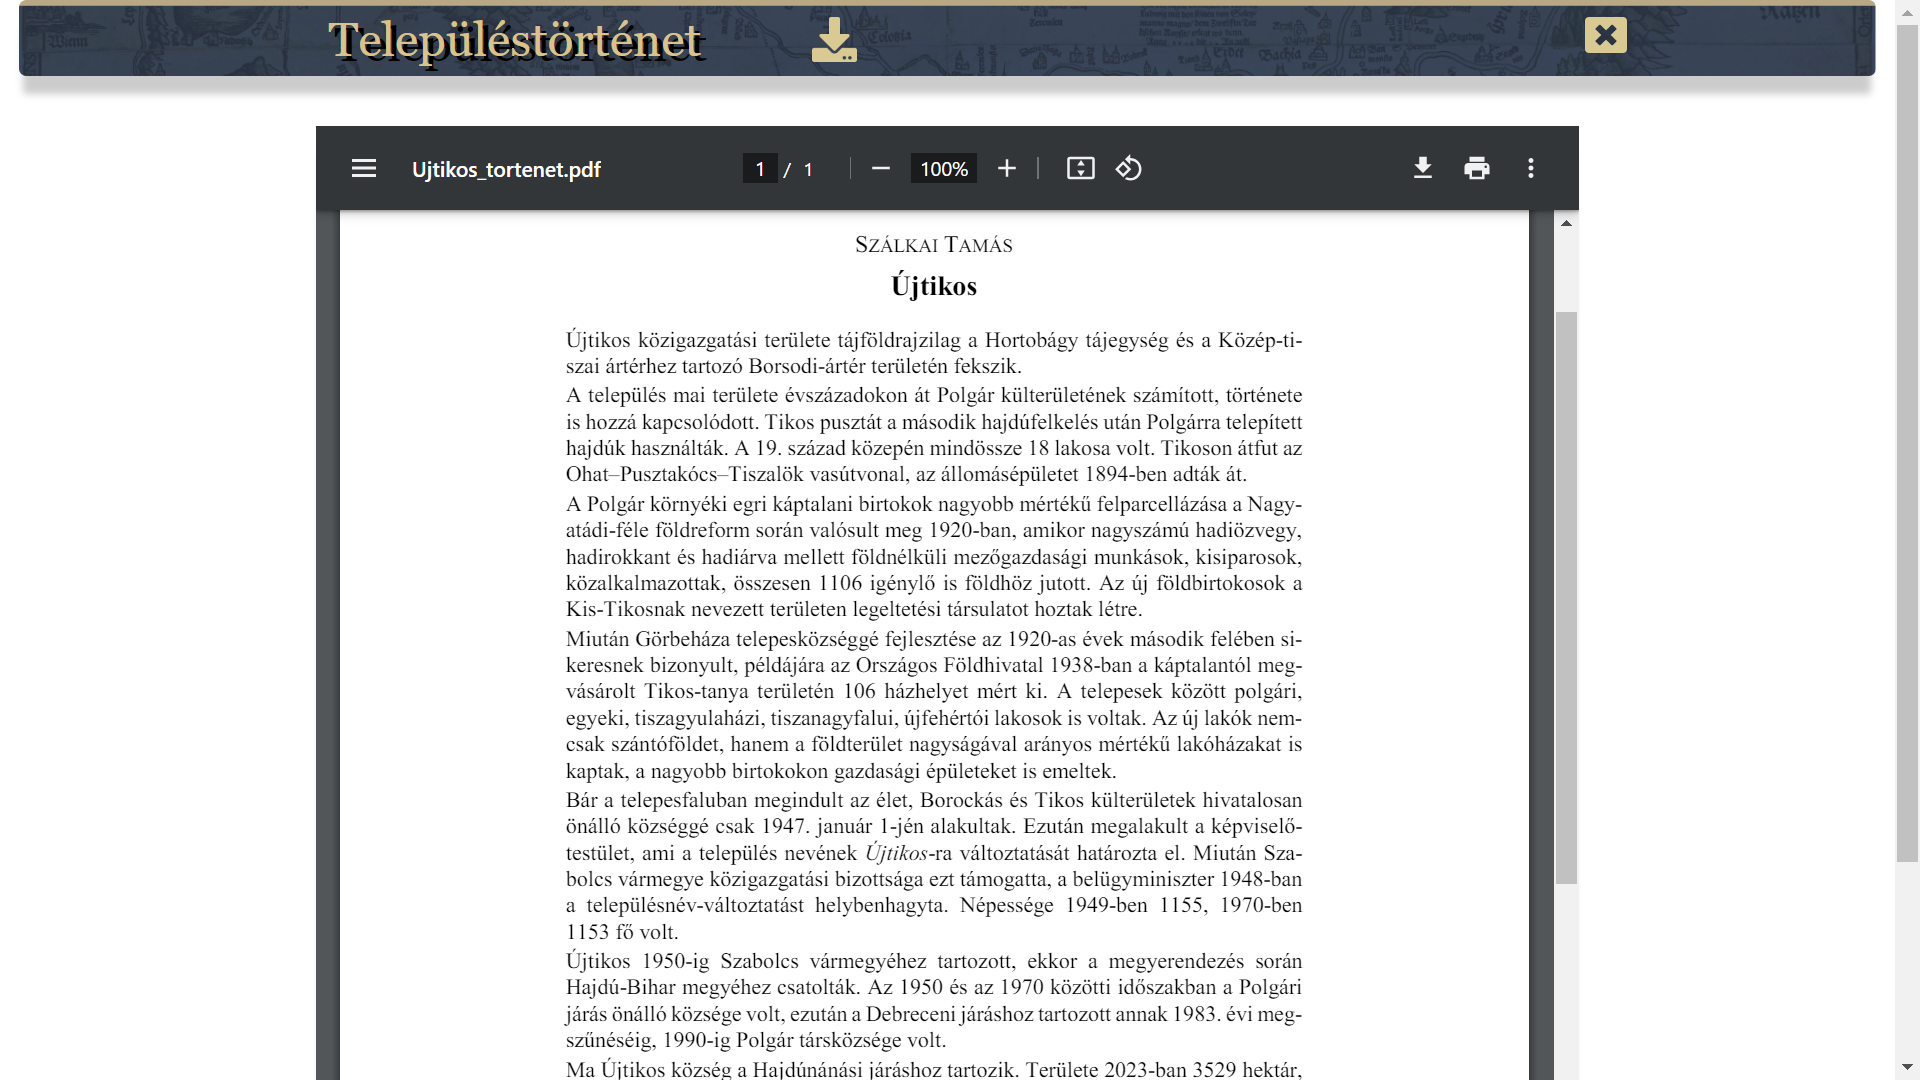 Településtörténet
Ujtikos_tortenet.pdf
1 / 1
100%
SZÁLKAI TAMÁS
Újtikos
Újtikos közigazgatási területe tájföldrajzilag a Hortobágy tájegység és a Közép-ti-
szai ártérhez tartozó Borsodi-ártér területén fekszik.
A település mai területe évszázadokon át Polgár külterületének számított, története
is hozzá kapcsolódott. Tikos pusztát a második hajdúfelkelés után Polgárra telepített
hajdúk használták. A 19. század közepén mindössze 18 lakosa volt. Tikoson átfut az
Ohat–Pusztakócs–Tiszalök vasútvonal, az állomásépületet 1894-ben adták át.
A Polgár környéki egri káptalani birtokok nagyobb mértékű felparcellázása a Nagy-
atádi-féle földreform során valósult meg 1920-ban, amikor nagyszámú hadiözvegy,
hadirokkant és hadiárva mellett földnélküli mezőgazdasági munkások, kisiparosok,
közalkalmazottak, összesen 1106 igénylő is földhöz jutott. Az új földbirtokosok a
Kis-Tikosnak nevezett területen legeltetési társulatot hoztak létre.
Miután Görbeháza telepesközséggé fejlesztése az 1920-as évek második felében si-
keresnek bizonyult, példájára az Országos Földhivatal 1938-ban a káptalantól meg-
vásárolt Tikos-tanya területén 106 házhelyet mért ki. A telepesek között polgári,
egyeki, tiszagyulaházi, tiszanagyfalui, újfehértói lakosok is voltak. Az új lakók nem-
csak szántóföldet, hanem a földterület nagyságával arányos mértékű lakóházakat is
kaptak, a nagyobb birtokokon gazdasági épületeket is emeltek.
Bár a telepesfaluban megindult az élet, Borockás és Tikos külterületek hivatalosan
önálló községgé csak 1947. január 1-jén alakultak. Ezután megalakult a képviselő-
testület, ami a település nevének Újtikos-ra változtatását határozta el. Miután Sza-
bolcs vármegye közigazgatási bizottsága ezt támogatta, a belügyminiszter 1948-ban
a településnév-változtatást helybenhagyta. Népessége 1949-ben 1155, 1970-ben
1153 fő volt.
Újtikos 1950-ig Szabolcs vármegyéhez tartozott, ekkor a megyerendezés során
Hajdú-Bihar megyéhez csatolták. Az 1950 és az 1970 közötti időszakban a Polgári
járás önálló községe volt, ezután a Debreceni járáshoz tartozott annak 1983. évi meg-
szűnéséig, 1990-ig Polgár társközsége volt.
Ma Újtikos község a Hajdúnánási járáshoz tartozik. Területe 2023-ban 3529 hektár,